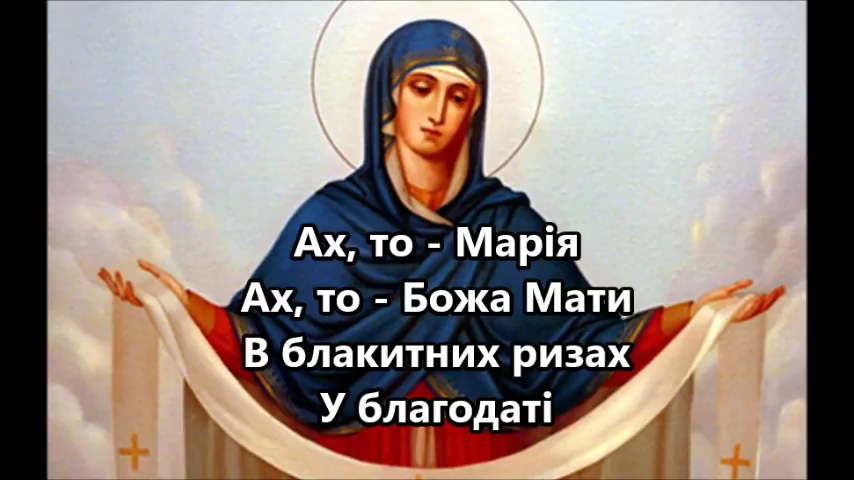 Ах, то - Марія
Ах, то - Божа Мати
В блакитних ризах
У благодаті